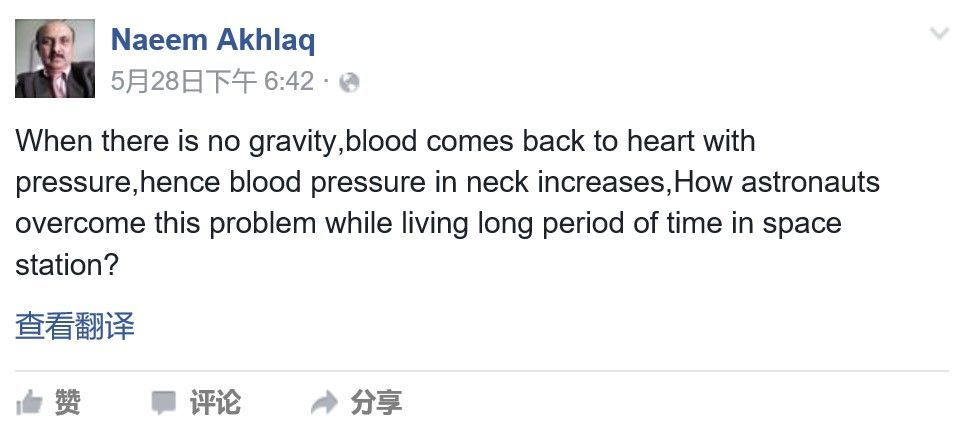 Naeem Akhlaq
5月28日下午 6:42 ·
When there is no gravity,blood comes back to heart with
pressure,hence blood pressure in neck increases,How astronauts
overcome this problem while living long period of time in space
station?
查看翻译
赞 评论 分享